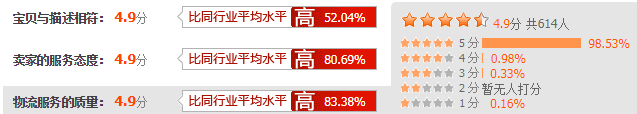 宝贝与描述相符：4.9分 比同行业平均水平 高 52.04%
卖家的服务态度：4.9分 比同行业平均水平 高 80.69%
物流服务的质量：4.9分 比同行业平均水平 高 83.38%
4.9分 共614人
5分 98.53%
4分 0.98%
3分 0.33%
2分 暂无人打分
1分 0.16%